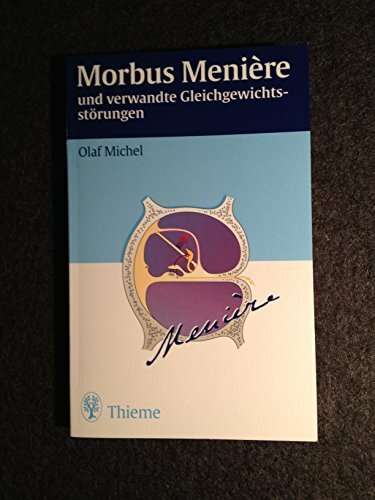 Morbus Menière
und verwandte Gleichgewichts-
störungen
Olaf Michel
Menière
Thieme